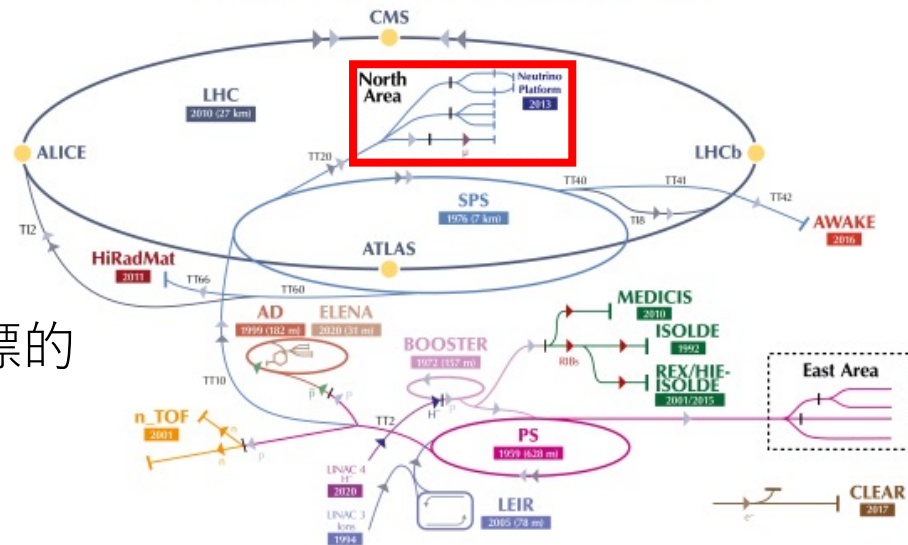 CMS
North
Area
Neutrino
Platform
2013
LHC
2010 (27 km)
ALICE
LHCb
TT20
TT40
TT41
TT42
SPS
1976 (7 km)
TI8
TI2
AWAKE
2016
ATLAS
HiRadMat
2011
TT66
TT60
MEDICIS
2010
AD
1999 (182 m)
ELENA
2020 (31 m)
ISOLDE
1992
BOOSTER
1972 (157 m)
RIBs
REX/HIE-
ISOLDE
2001/2015
East Area
標的
TT10
p
H⁻
p
TT2
n_TOF
2001
n
n
p
PS
1959 (628 m)
LINAC 4
H⁻
2020
LEIR
2005 (78 m)
LINAC 3
Ions
1994
CLEAR
2017
e⁻